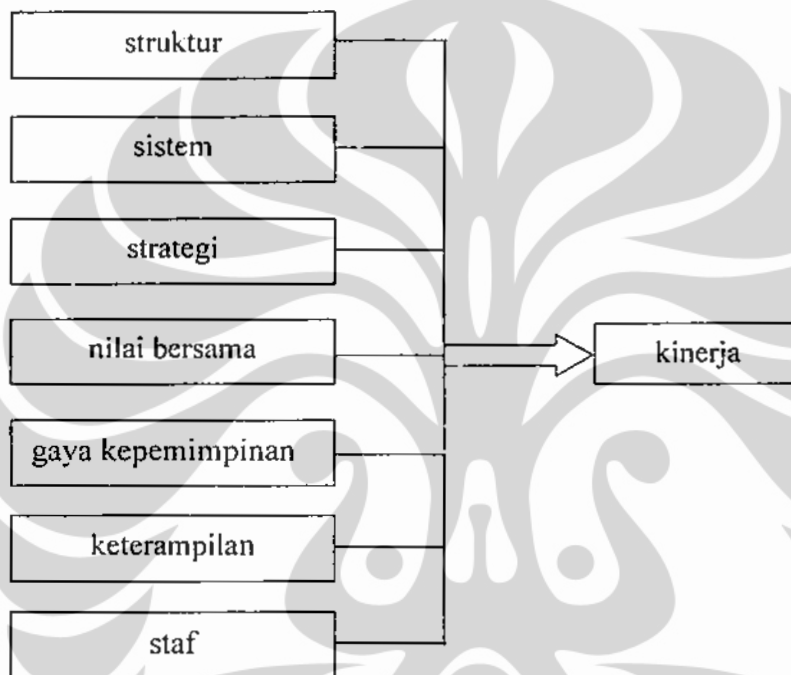 struktur
sistem
strategi
nilai bersama
kinerja
gaya kepemimpinan
keterampilan
staf